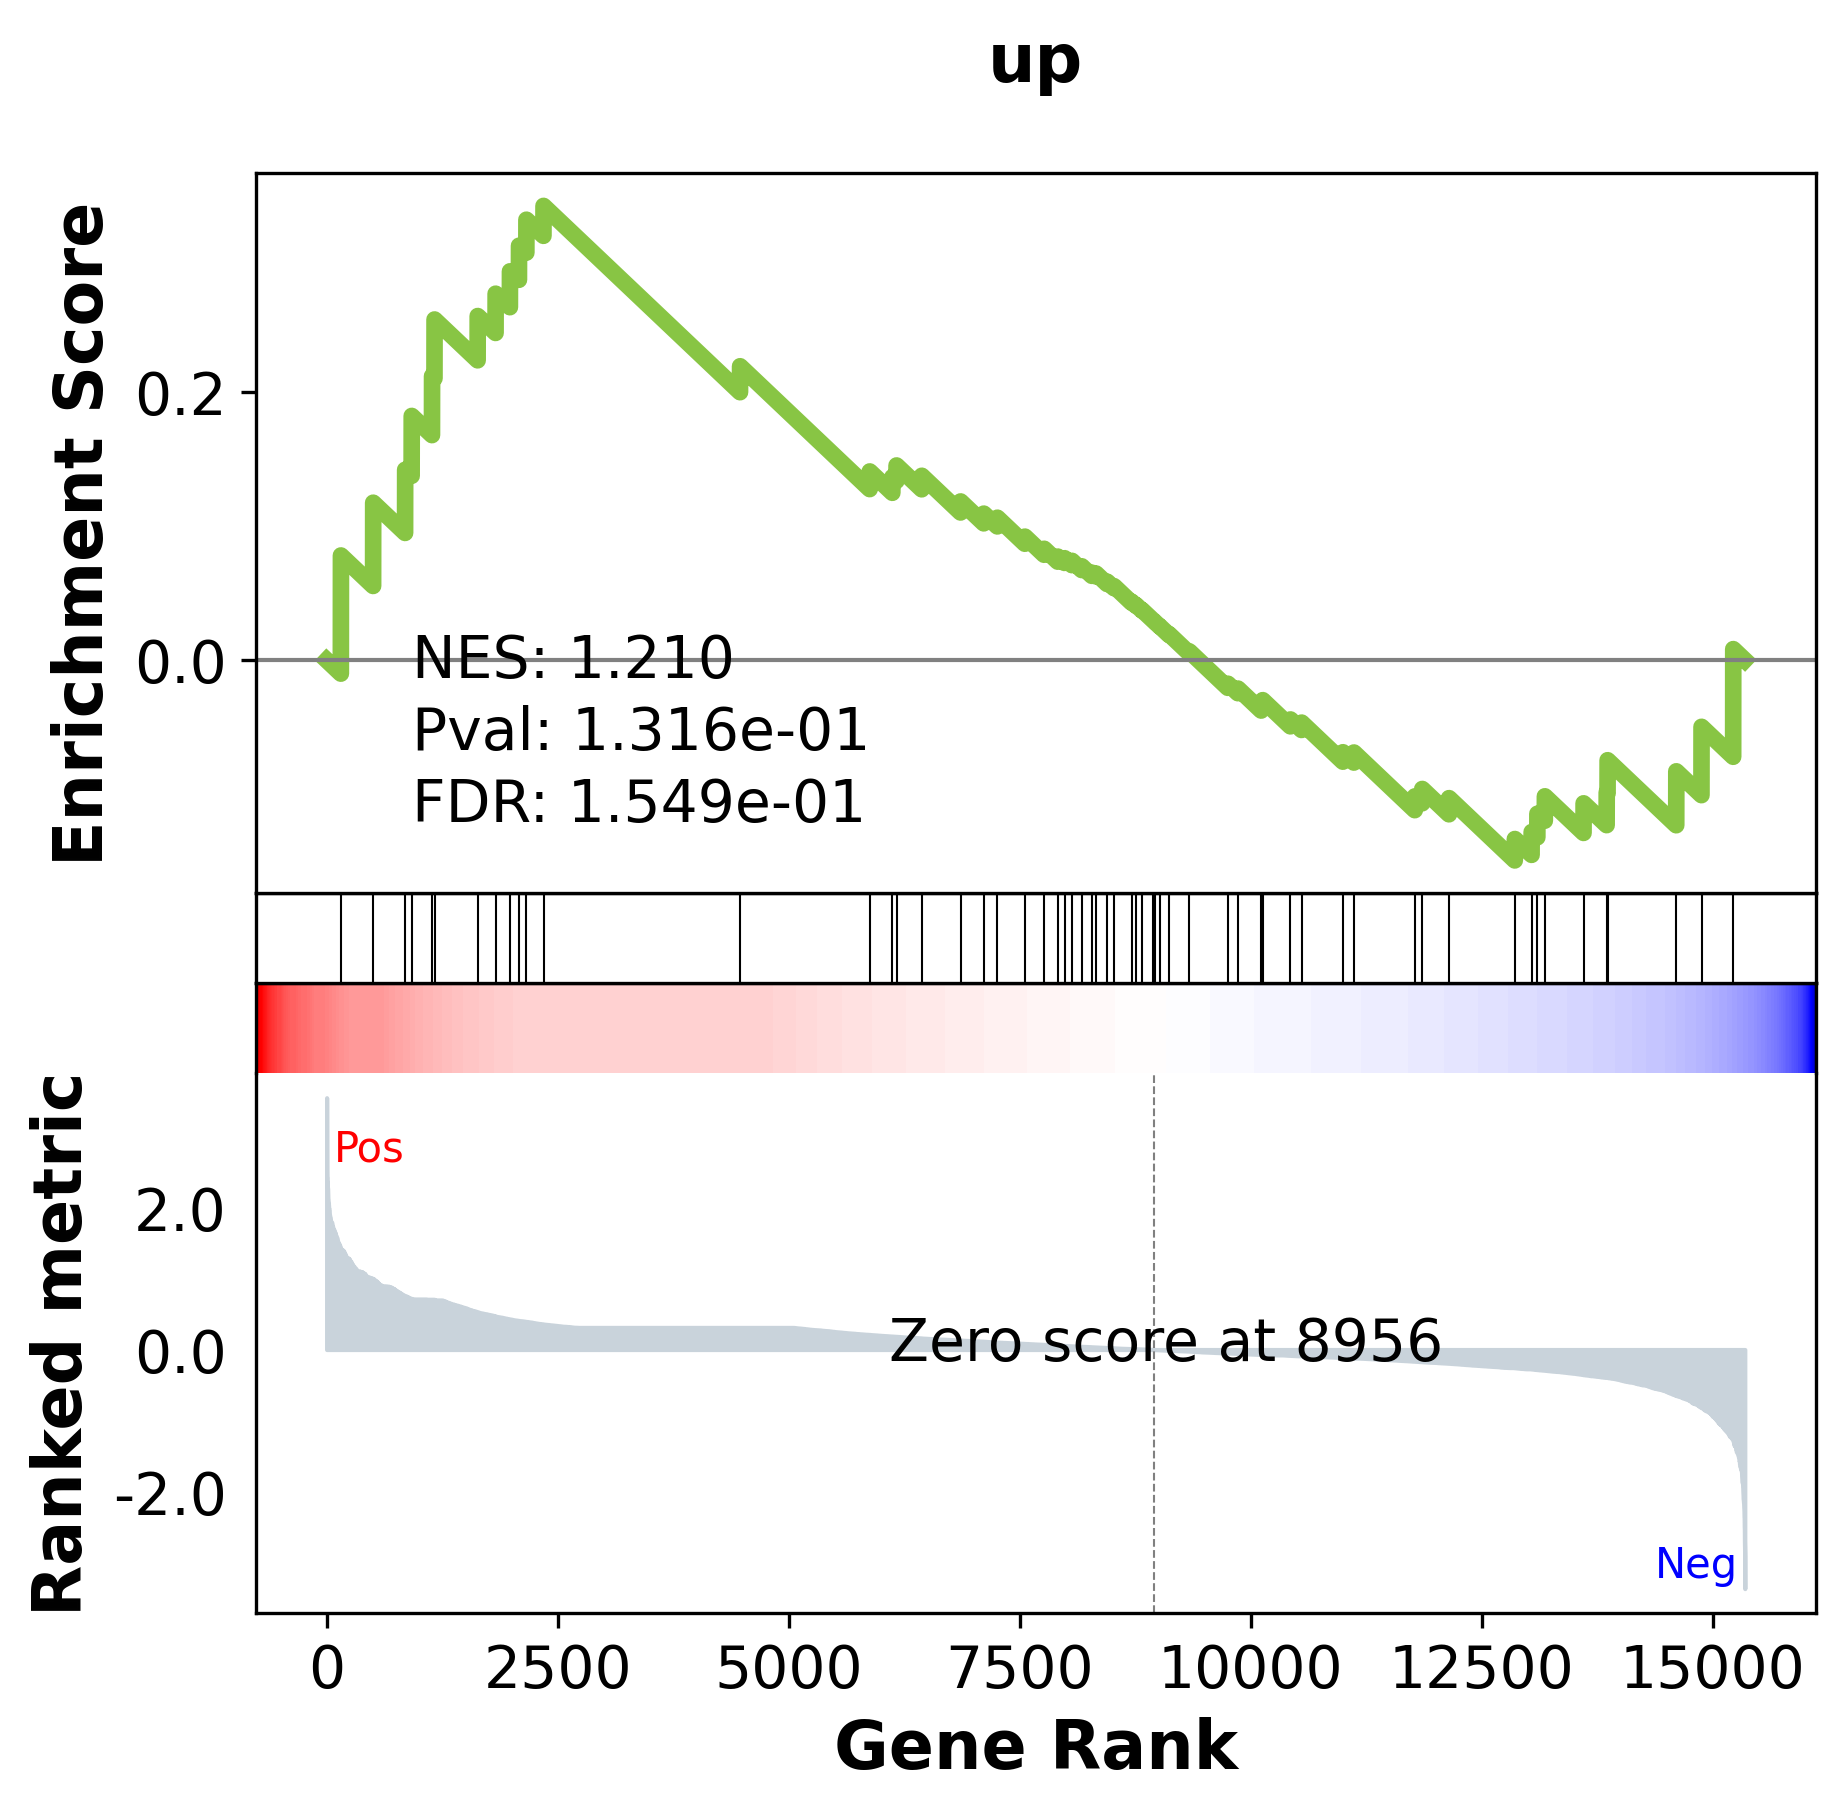 up
Enrichment Score
0.2
0.0
NES: 1.210
Pval: 1.316e-01
FDR: 1.549e-01
Ranked metric
Pos
2.0
0.0
-2.0
Zero score at 8956
Neg
0 2500 5000 7500 10000 12500 15000
Gene Rank